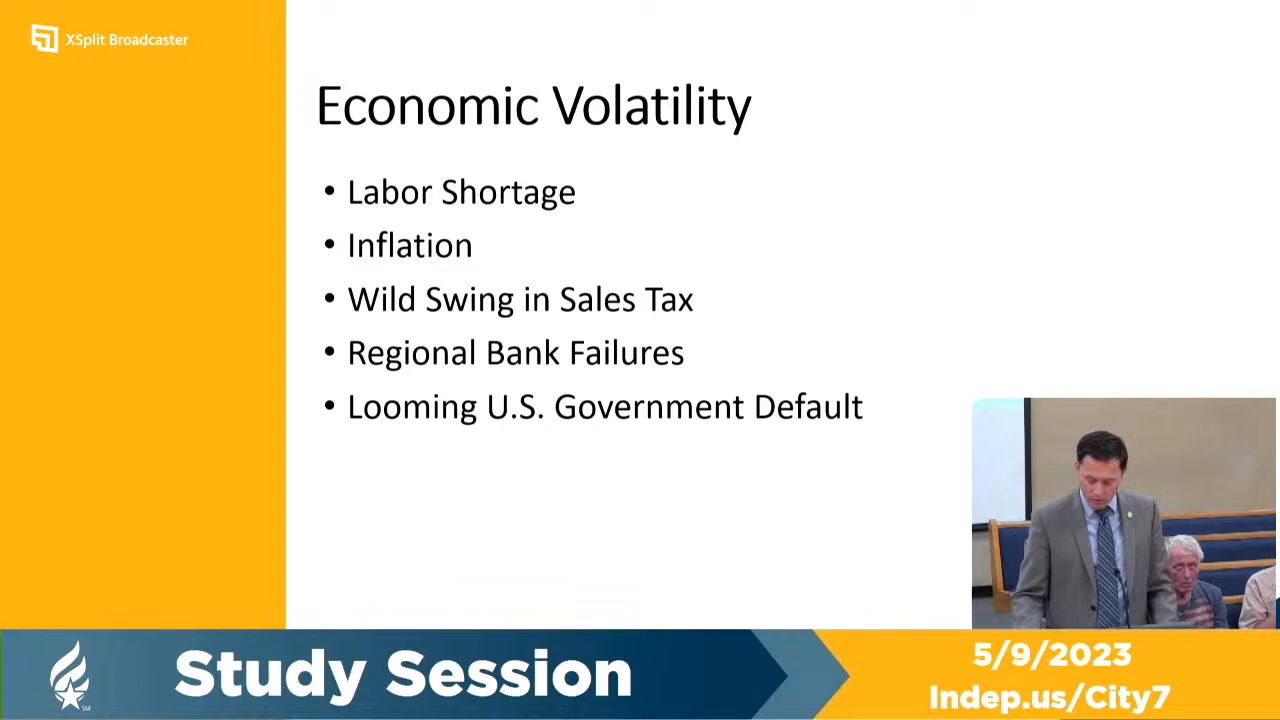 XSplit Broadcaster
Economic Volatility
• Labor Shortage
• Inflation
• Wild Swing in Sales Tax
• Regional Bank Failures
• Looming U.S. Government Default
Study Session
SM
5/9/2023
Indep.us/City7